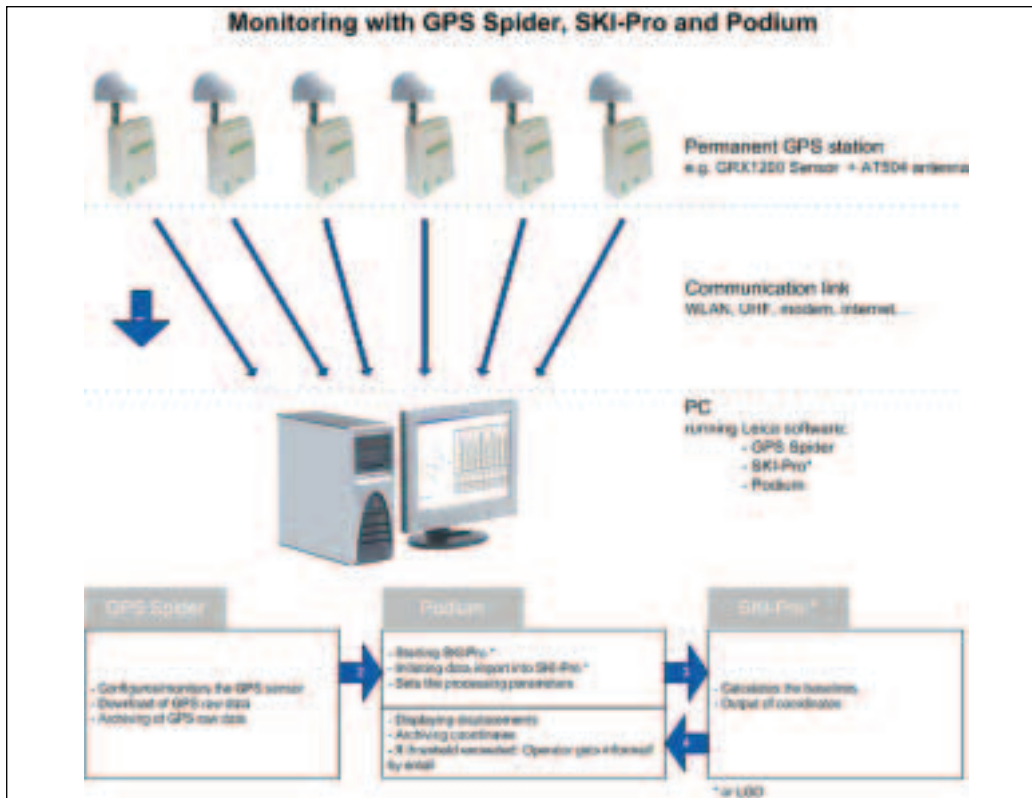 Monitoring with GPS Spider, SKI-Pro and Podium
Permanent GPS station
e.g. GRX1200 Sensor + AT504 antenna
Communication link
WLAN, UHF, modem, internet...
PC
running Leica software:
- GPS Spider
- SKI-Pro*
- Podium
GPS Spider
- Configure/monitors the GPS sensor
- Download of GPS raw data
- Archiving of GPS raw data
2
Podium
- Starting SKI-Pro *
- Initiating data import into SKI-Pro *
- Sets the processing parameters
- Displaying displacements
- Archiving coordinates
- If threshold exceeded: Operator gets informed
by email
3
4
SKI-Pro *
- Calculates the baselines
- Output of coordinates
* or LGO